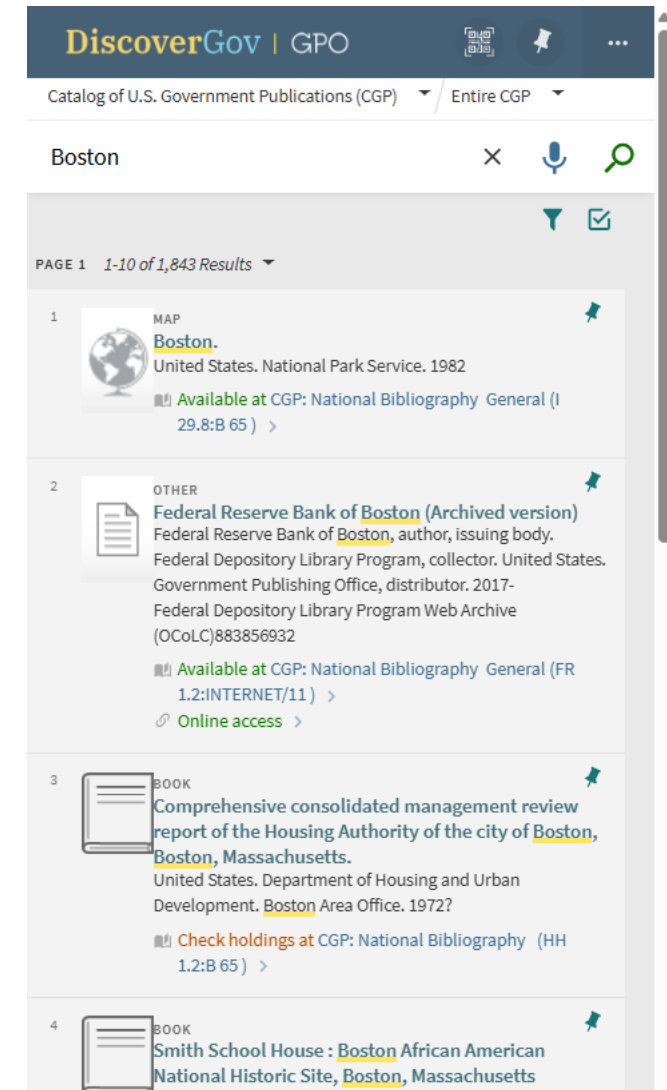 DiscoverGov | GPO
Catalog of U.S. Government Publications (CGP) / Entire CGP
Boston
PAGE 1 1-10 of 1,843 Results
1
MAP
Boston.
United States. National Park Service. 1982
Available at CGP: National Bibliography General (I
29.8:B 65 )
2
OTHER
Federal Reserve Bank of Boston (Archived version)
Federal Reserve Bank of Boston, author, issuing body.
Federal Depository Library Program, collector. United States.
Government Publishing Office, distributor. 2017-
Federal Depository Library Program Web Archive
(OCoLC)883856932
Available at CGP: National Bibliography General (FR
1.2:INTERNET/11 )
Online access
3
BOOK
Comprehensive consolidated management review
report of the Housing Authority of the city of Boston,
Boston, Massachusetts.
United States. Department of Housing and Urban
Development. Boston Area Office. 1972?
Check holdings at CGP: National Bibliography (HH
1.2:B 65 )
4
BOOK
Smith School House : Boston African American
National Historic Site, Boston, Massachusetts